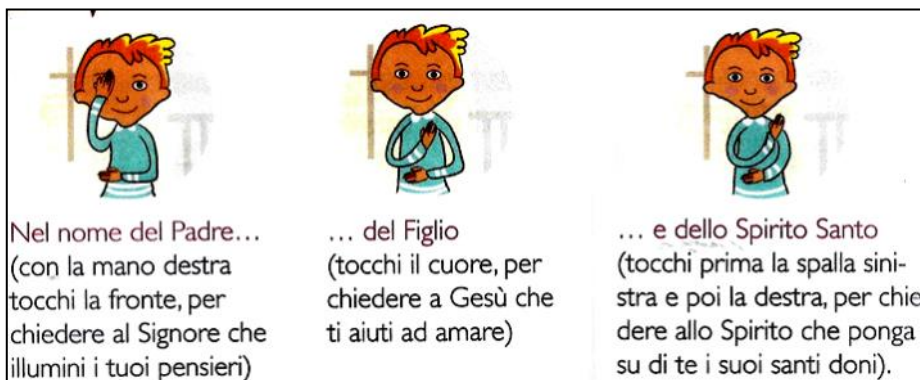 Nel nome del Padre...
(con la mano destra
tocchi la fronte, per
chiedere al Signore che
illumini i tuoi pensieri)
... del Figlio
(tocchi il cuore, per
chiedere a Gesù che
ti aiuti ad amare)
... e dello Spirito Santo
(tocchi prima la spalla sini-
stra e poi la destra, per chie
dere allo Spirito che ponga
su di te i suoi santi doni).